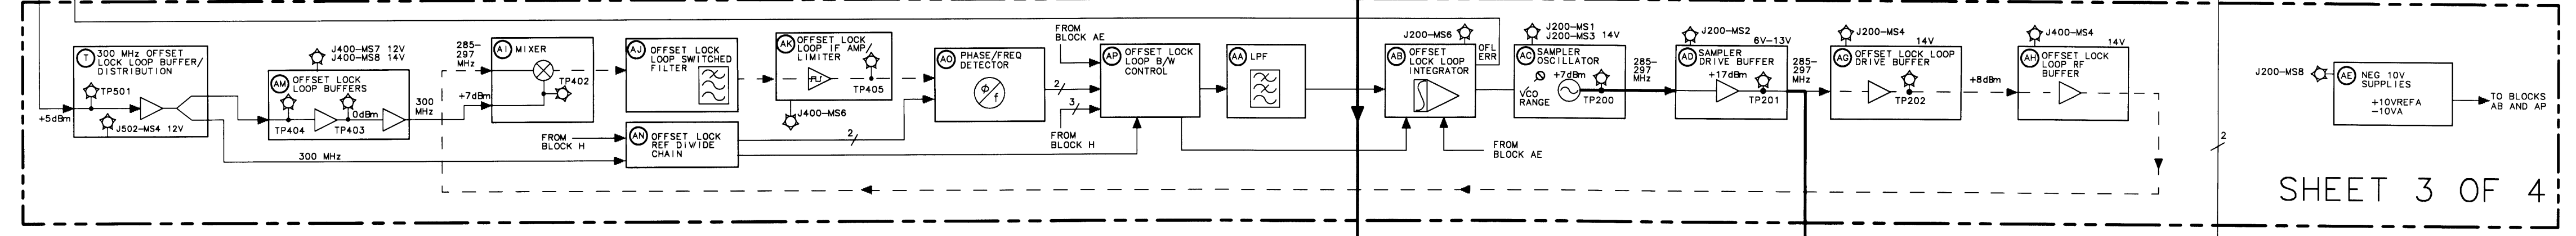 T 300 MHz OFFSET
LOCK LOOP BUFFER/
DISTRIBUTION
TP501
+5dBm
J502-MS4 12V
J400-MS7 12V
J400-MS8 14V
AM OFFSET LOCK
LOOP BUFFERS
0dBm
TP404
TP403
300
MHz
300 MHz
285-
297
MHz
+7dBm
AI MIXER
TP402
AJ OFFSET LOCK
LOOP SWITCHED
FILTER
FROM
BLOCK H
AN OFFSET LOCK
REF DIWIDE
CHAIN
AK OFFSET LOCK
LOOP IF AMP/
LIMITER
TP405
J400-MS6
2
AO PHASE/FREQ
DETECTOR
Φ/f
2
3
FROM
BLOCK AE
FROM
BLOCK H
AP OFFSET LOCK
LOOP B/W
CONTROL
AA LPF
J200-MS6
OFL
ERR
AB OFFSET
LOCK LOOP
INTEGRATOR
FROM
BLOCK AE
J200-MS1
J200-MS3 14V
AC SAMPLER
OSCILLATOR
+7dBm
VCO
RANGE
TP200
285-
297
MHz
J200-MS2
6V-13V
AD SAMPLER
DRIVE BUFFER
+17dBm
TP201
285-
297
MHz
J200-MS4
14V
AG OFFSET LOCK LOOP
DRIVE BUFFER
TP202
+8dBm
J400-MS4
14V
AH OFFSET LOCK
LOOP RF
BUFFER
2
J200-MS8
AE NEG 10V
SUPPLIES
+10VREFA
-10VA
TO BLOCKS
AB AND AP
SHEET 3 OF 4